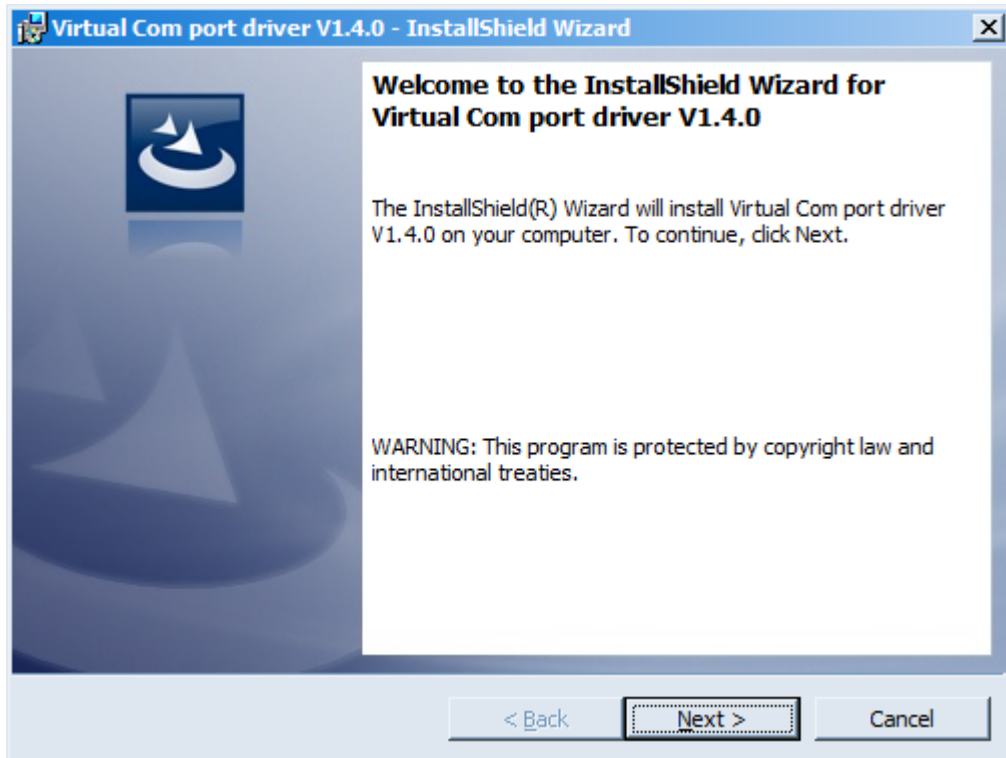 Virtual Com port driver V1.4.0 - InstallShield Wizard
Welcome to the InstallShield Wizard for
Virtual Com port driver V1.4.0
The InstallShield(R) Wizard will install Virtual Com port driver
V1.4.0 on your computer. To continue, click Next.
WARNING: This program is protected by copyright law and
international treaties.
< Back
Next >
Cancel